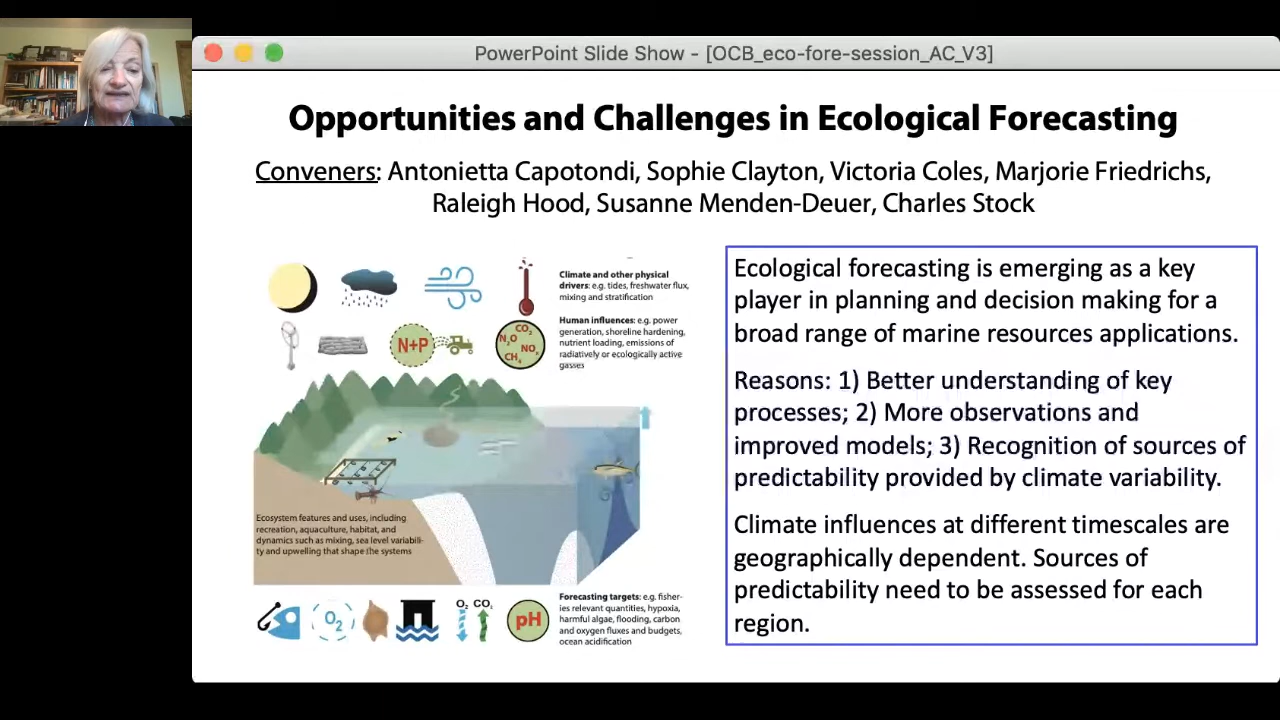 PowerPoint Slide Show - [OCB_eco-fore-session_AC_V3]
Opportunities and Challenges in Ecological Forecasting
Conveners: Antonietta Capotondi, Sophie Clayton, Victoria Coles, Marjorie Friedrichs,
Raleigh Hood, Susanne Menden-Deuer, Charles Stock
Climate and other physical
drivers: e.g. tides, freshwater flux,
mixing and stratification
Human influences: e.g. power
generation, shoreline hardening,
nutrient loading, emissions of
radiatively or ecologically active
gasses
N+P
CO2
N2O
NOx
CH4
Ecosystem features and uses, including
recreation, aquaculture, habitat, and
dynamics such as mixing, sea level variabili-
ty and upwelling that shape the systems
O2
O2 CO2
pH
Forecasting targets: e.g. fisher-
ies relevant quantities, hypoxia,
harmful algae, flooding, carbon
and oxygen fluxes and budgets,
ocean acidification
Ecological forecasting is emerging as a key
player in planning and decision making for a
broad range of marine resources applications.
Reasons: 1) Better understanding of key
processes; 2) More observations and
improved models; 3) Recognition of sources of
predictability provided by climate variability.
Climate influences at different timescales are
geographically dependent. Sources of
predictability need to be assessed for each
region.